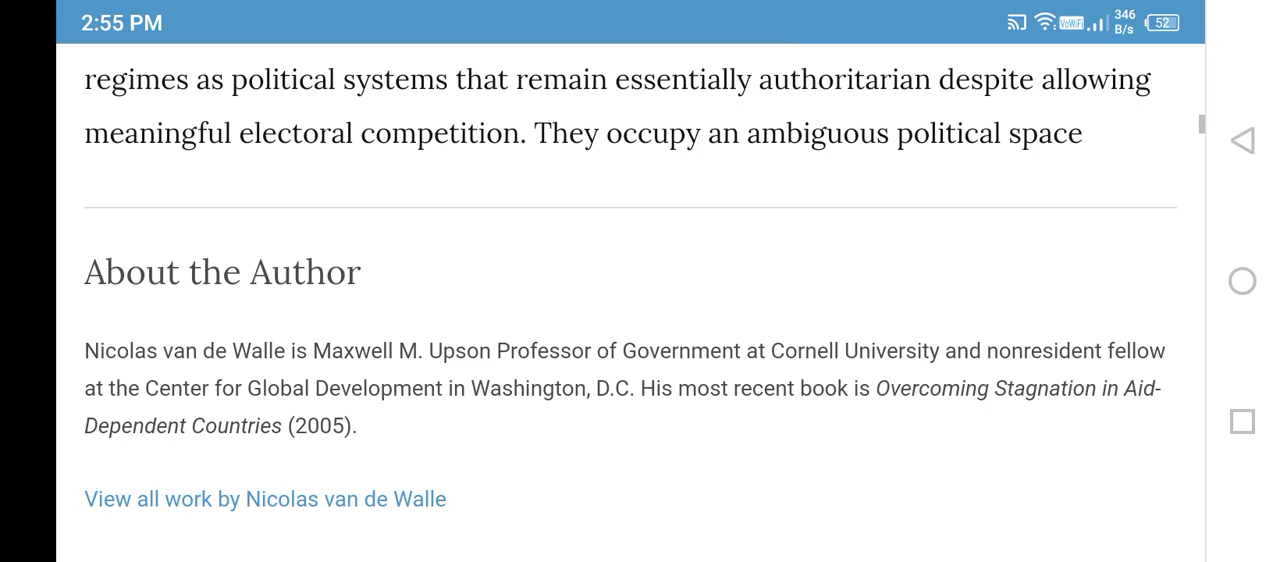 2:55 PM
VoWiFi
346
B/s
52
regimes as political systems that remain essentially authoritarian despite allowing
meaningful electoral competition. They occupy an ambiguous political space
About the Author
Nicolas van de Walle is Maxwell M. Upson Professor of Government at Cornell University and nonresident fellow
at the Center for Global Development in Washington, D.C. His most recent book is Overcoming Stagnation in Aid-
Dependent Countries (2005).
View all work by Nicolas van de Walle